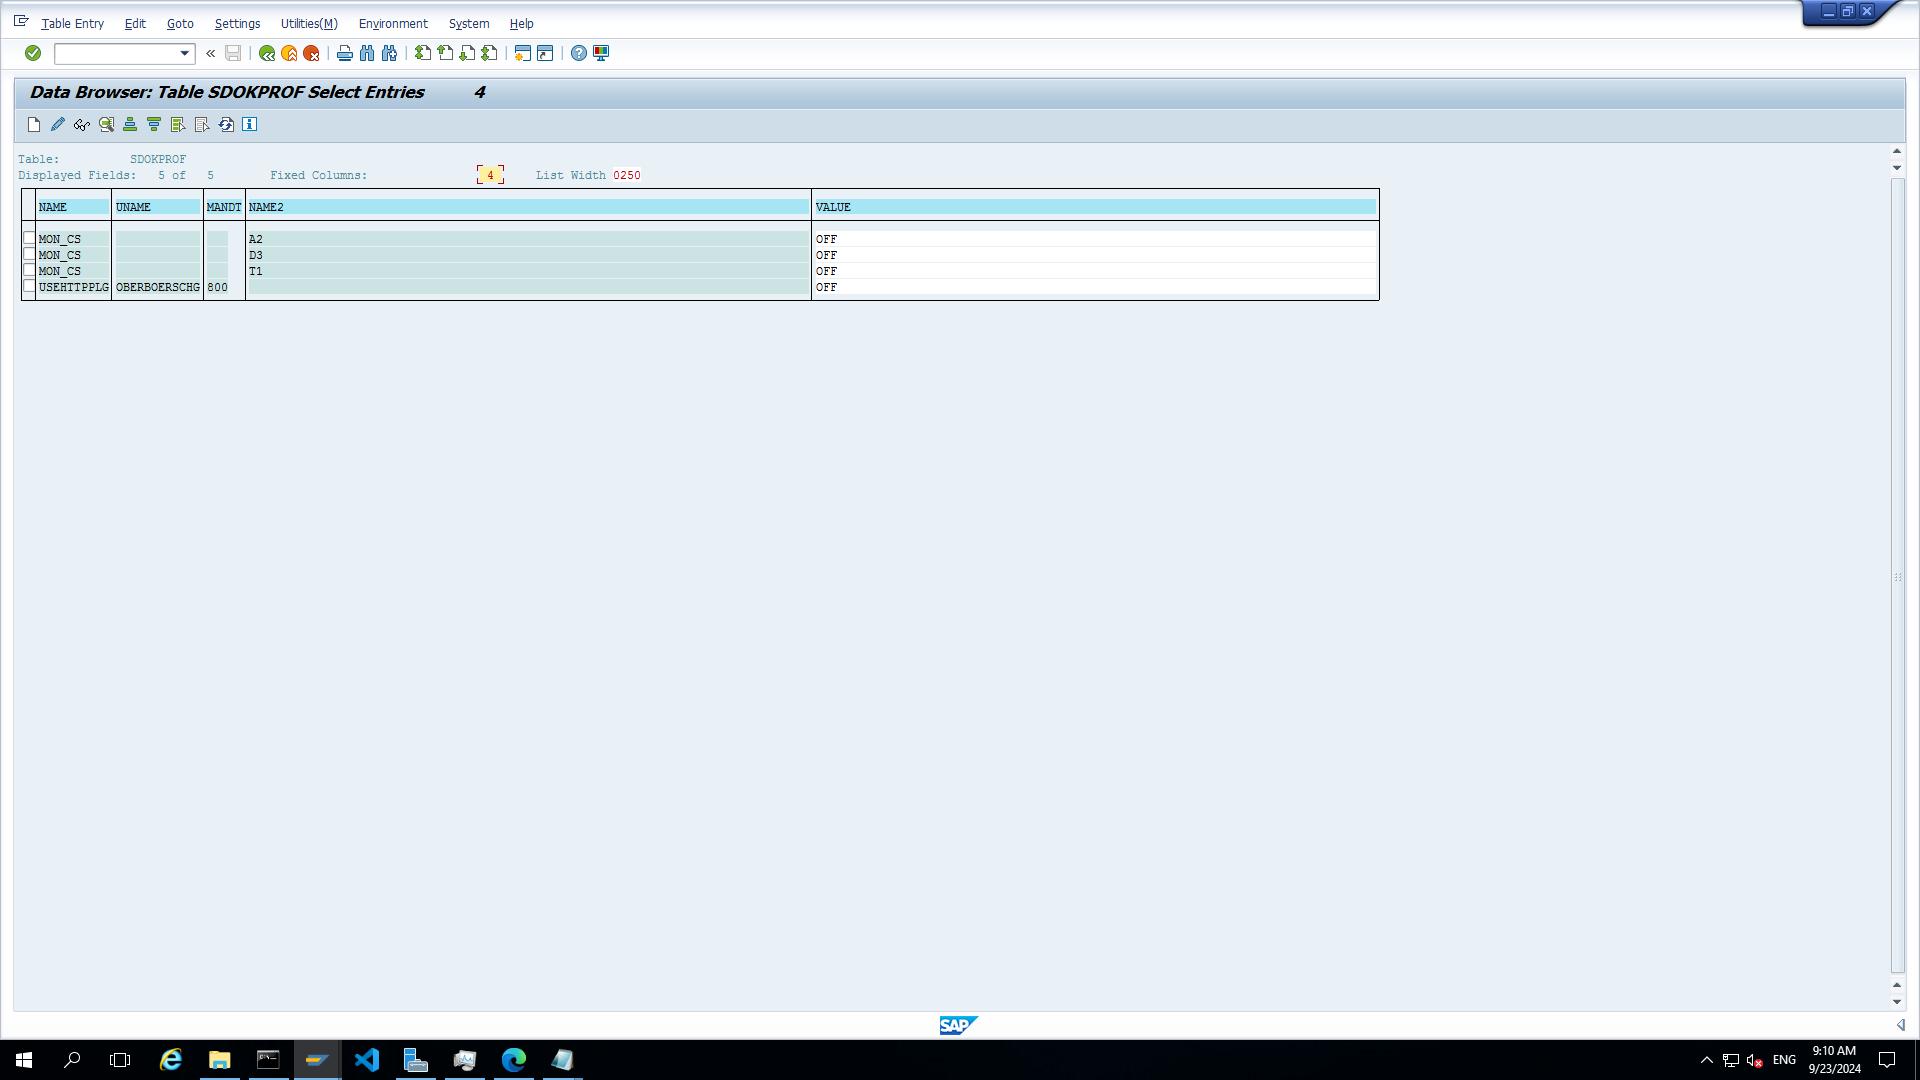 Table Entry Edit Goto Settings Utilities(M) Environment System Help
Data Browser: Table SDOKPROF Select Entries 4
Table: SDOKPROF
Displayed Fields: 5 of 5 Fixed Columns: 4 List Width 0250
NAME UNAME MANDT NAME2 VALUE
MON_CS A2 OFF
MON_CS D3 OFF
MON_CS T1 OFF
USEHTTPPLG OBERBOERSCHG 800 OFF
SAP
ENG 9:10 AM
9/23/2024